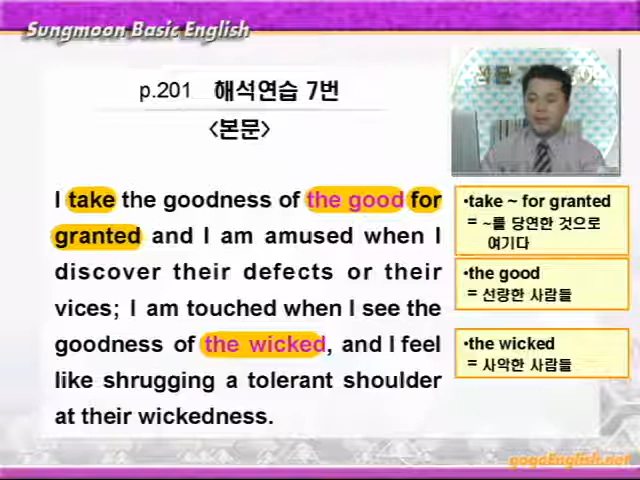 Sungmoon Basic English
p.201 해석연습 7번
<본문>
I take the goodness of the good for
granted and I am amused when I
discover their defects or their
vices; I am touched when I see the
goodness of the wicked, and I feel
like shrugging a tolerant shoulder
at their wickedness.
•take ~ for granted
= ~를 당연한 것으로
여기다
•the good
= 선량한 사람들
•the wicked
= 사악한 사람들
gogoEnglish.net